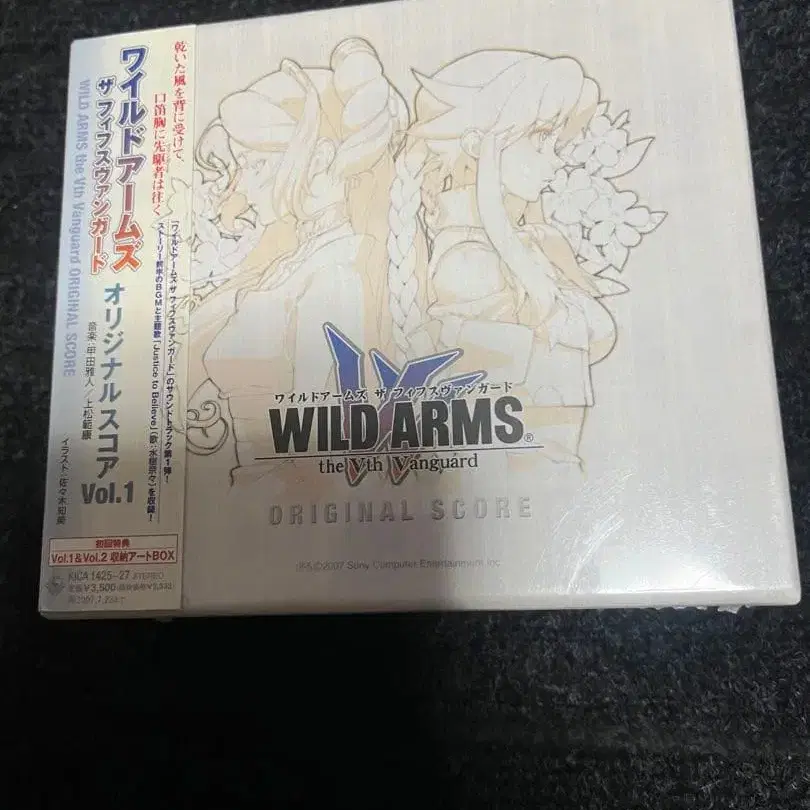 ワイルドアームズ
ザ フィフスヴァンガード
WILD ARMS the Vth Vanguard ORIGINAL SCORE
オリジナルスコア
Vol.1
音楽:甲田雅人/上松範康
イラスト:佐々木知美
乾いた風を背に受けて、
口笛胸に先駆者は往く
「ワイルドアームズ ザ フィフスヴァンガード」のサウンドトラック第1弾!
ストーリー前半のBGMと主題歌「Justice to Believe」(歌:水樹奈々)を収録!
初回特典
Vol.1&Vol.2 収納アートBOX
KICA 1425~27 STEREO
定価¥3,500
ワイルドアームズ ザ フィフスヴァンガード
WILD ARMS®
the Vth Vanguard
ORIGINAL SCORE
©2007 Sony Computer Entertainment Inc.